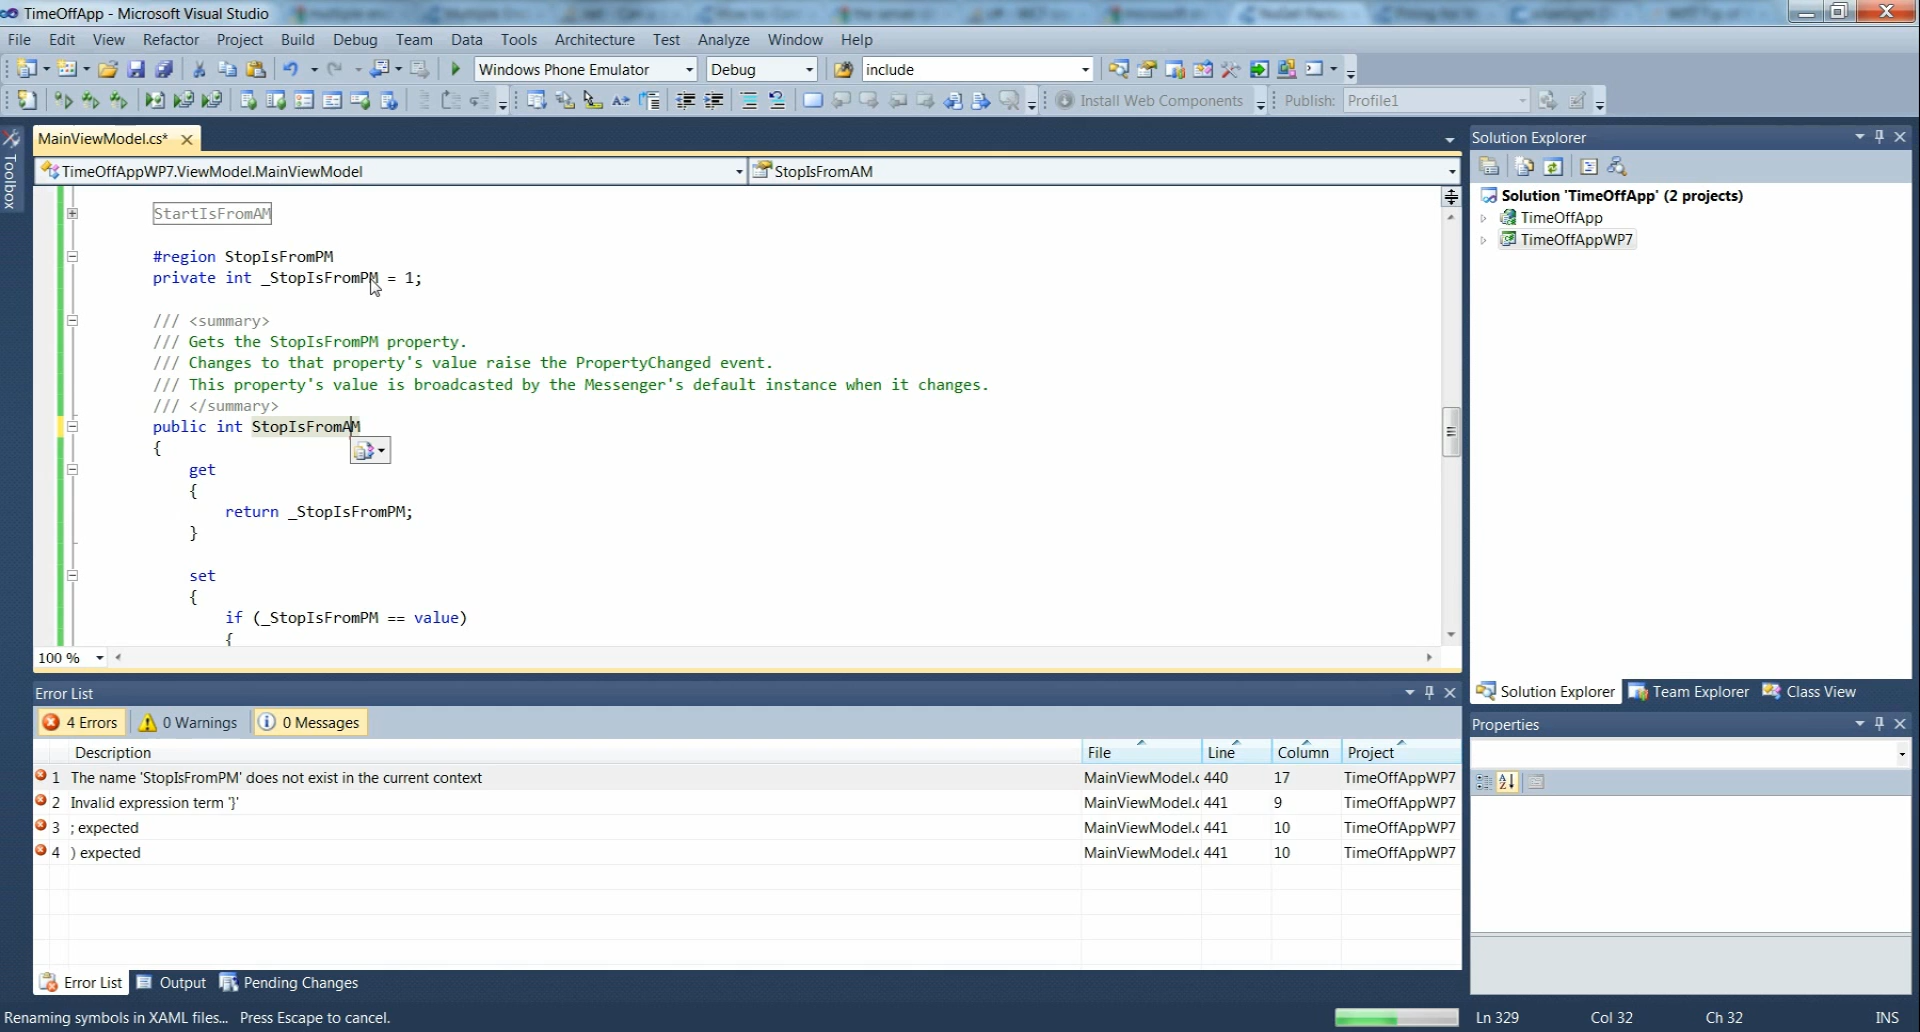 TimeOffApp - Microsoft Visual Studio
File Edit View Refactor Project Build Debug Team Data Tools Architecture Test Analyze Window Help
Windows Phone Emulator Debug include
Install Web Components Publish: Profile1
Toolbox
MainViewModel.cs*
TimeOffAppWP7.ViewModel.MainViewModel StopIsFromAM
StartIsFromAM
#region StopIsFromPM
private int _StopIsFromPM = 1;
/// <summary>
/// Gets the StopIsFromPM property.
/// Changes to that property's value raise the PropertyChanged event.
/// This property's value is broadcasted by the Messenger's default instance when it changes.
/// </summary>
public int StopIsFromAM
{
get
{
return _StopIsFromPM;
}
set
{
if (_StopIsFromPM == value)
{
100 %
Solution Explorer
Solution 'TimeOffApp' (2 projects)
TimeOffApp
TimeOffAppWP7
Solution Explorer Team Explorer Class View
Properties
Error List
4 Errors 0 Warnings 0 Messages
Description File Line Column Project
1 The name 'StopIsFromPM' does not exist in the current context MainViewModel.c 440 17 TimeOffAppWP7
2 Invalid expression term '}' MainViewModel.c 441 9 TimeOffAppWP7
3 ; expected MainViewModel.c 441 10 TimeOffAppWP7
4 ) expected MainViewModel.c 441 10 TimeOffAppWP7
Error List Output Pending Changes
Renaming symbols in XAML files... Press Escape to cancel. Ln 329 Col 32 Ch 32 INS